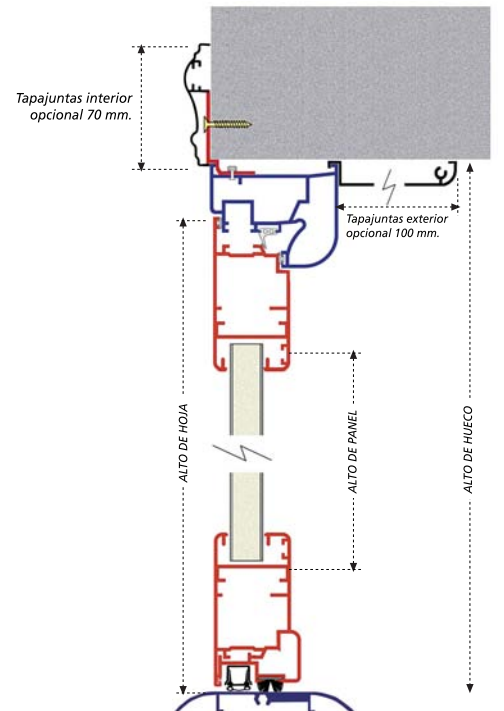 Tapajuntas interior
opcional 70 mm.
Tapajuntas exterior
opcional 100 mm.
ALTO DE HOJA
ALTO DE PANEL
ALTO DE HUECO